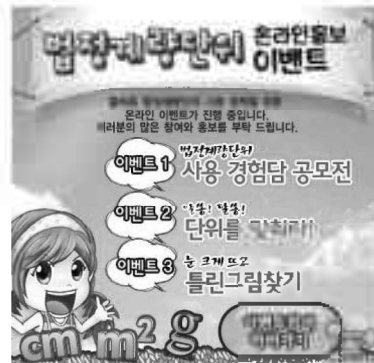 법정계량단위 온라인홍보
이벤트
온라인 이벤트가 진행 중입니다.
여러분의 많은 참여와 홍보를 부탁 드립니다.
이벤트 1
법정계량단위
사용 경험담 공모전
이벤트 2
알쏭! 달쏭!
단위를 맞춰라!
이벤트 3
눈 크게 뜨고
틀린그림찾기
cm m2 g